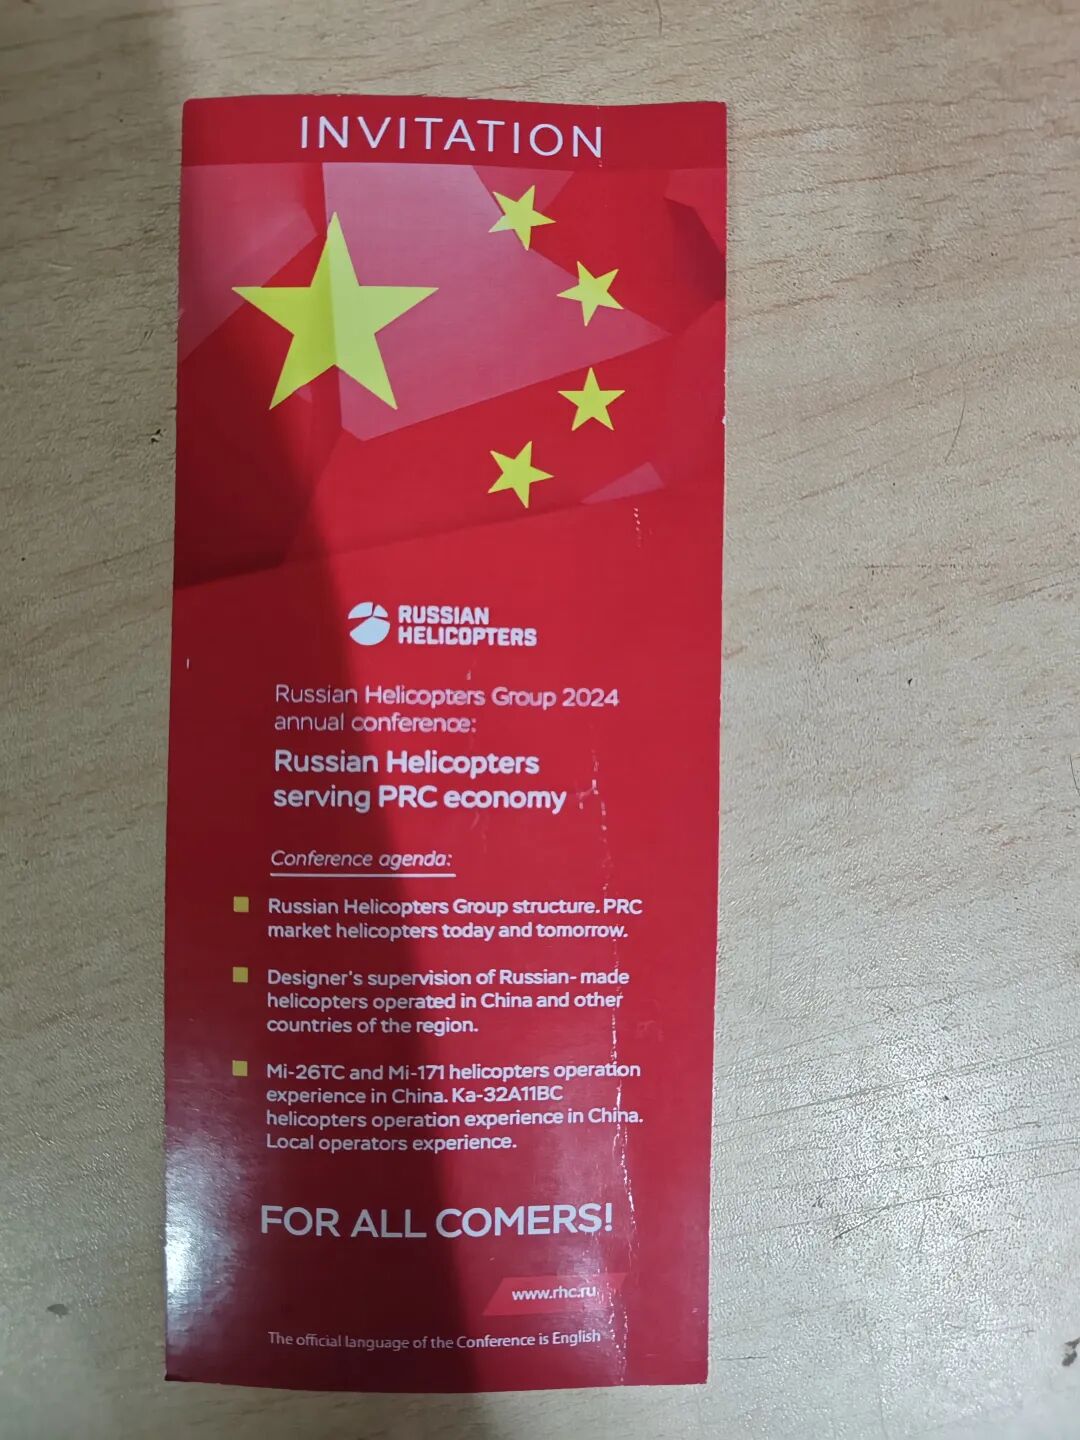 INVITATION
RUSSIAN
HELICOPTERS
Russian Helicopters Group 2024
annual conference:
Russian Helicopters
serving PRC economy
Conference agenda:
Russian Helicopters Group structure. PRC
market helicopters today and tomorrow.
Designer's supervision of Russian- made
helicopters operated in China and other
countries of the region.
Mi-26TC and Mi-171 helicopters operation
experience in China. Ka-32A11BC
helicopters operation experience in China.
Local operators experience.
FOR ALL COMERS!
www.rhc.ru
The official language of the Conference is English